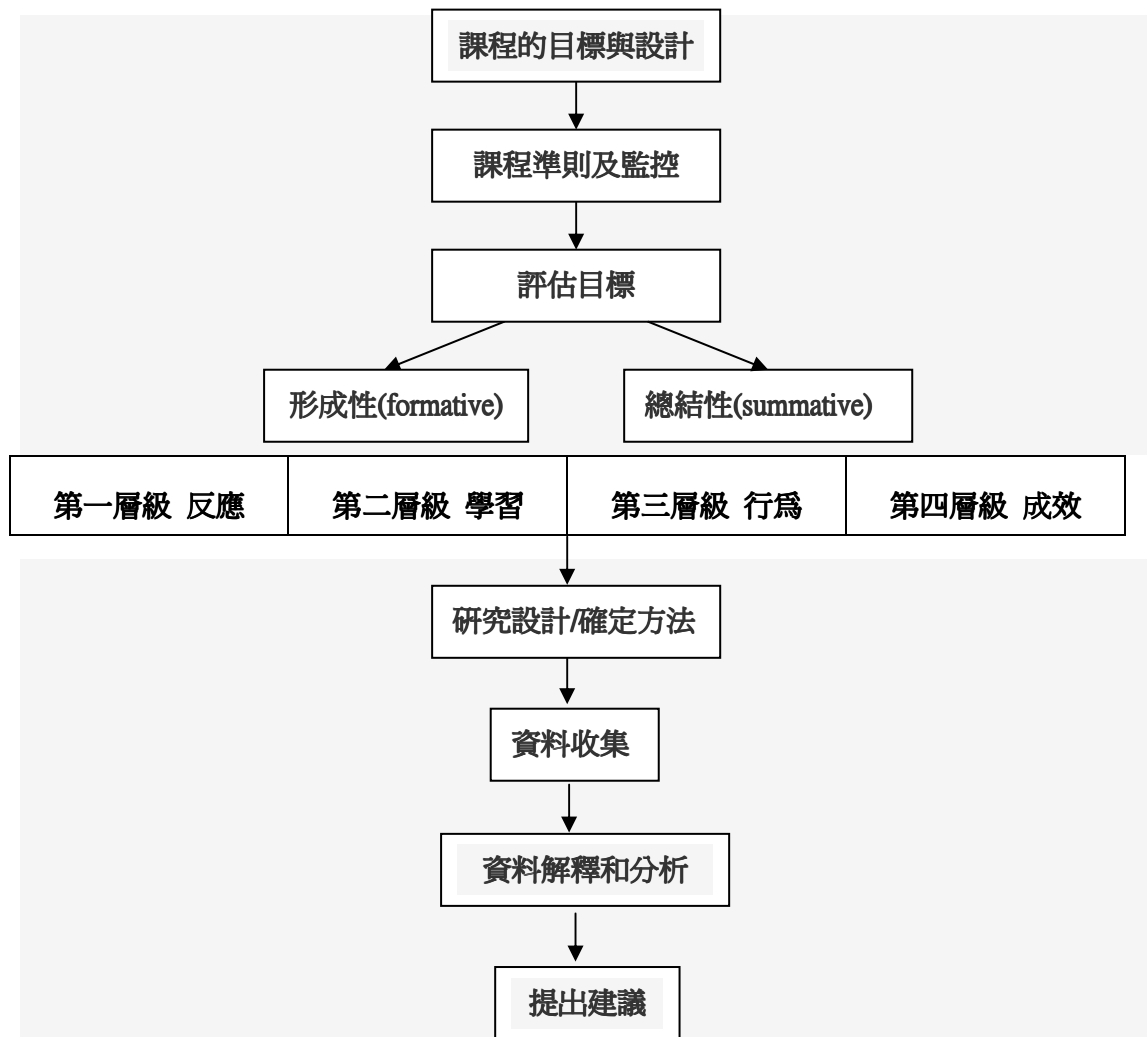 課程的目標與設計
課程準則及監控
評估目標
形成性(formative)
總結性(summative)
第一層級 反應
第二層級 學習
第三層級 行爲
第四層級 成效
研究設計/確定方法
資料收集
資料解釋和分析
提出建議